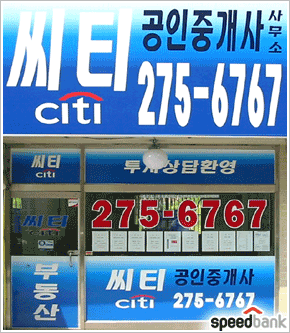 씨티 공인중개사 사무소
citi 275-6767
씨티 투자상담환영
citi
씨티 275-6767
citi
부동산
씨티 공인중개사
citi 275-6767
speedbank